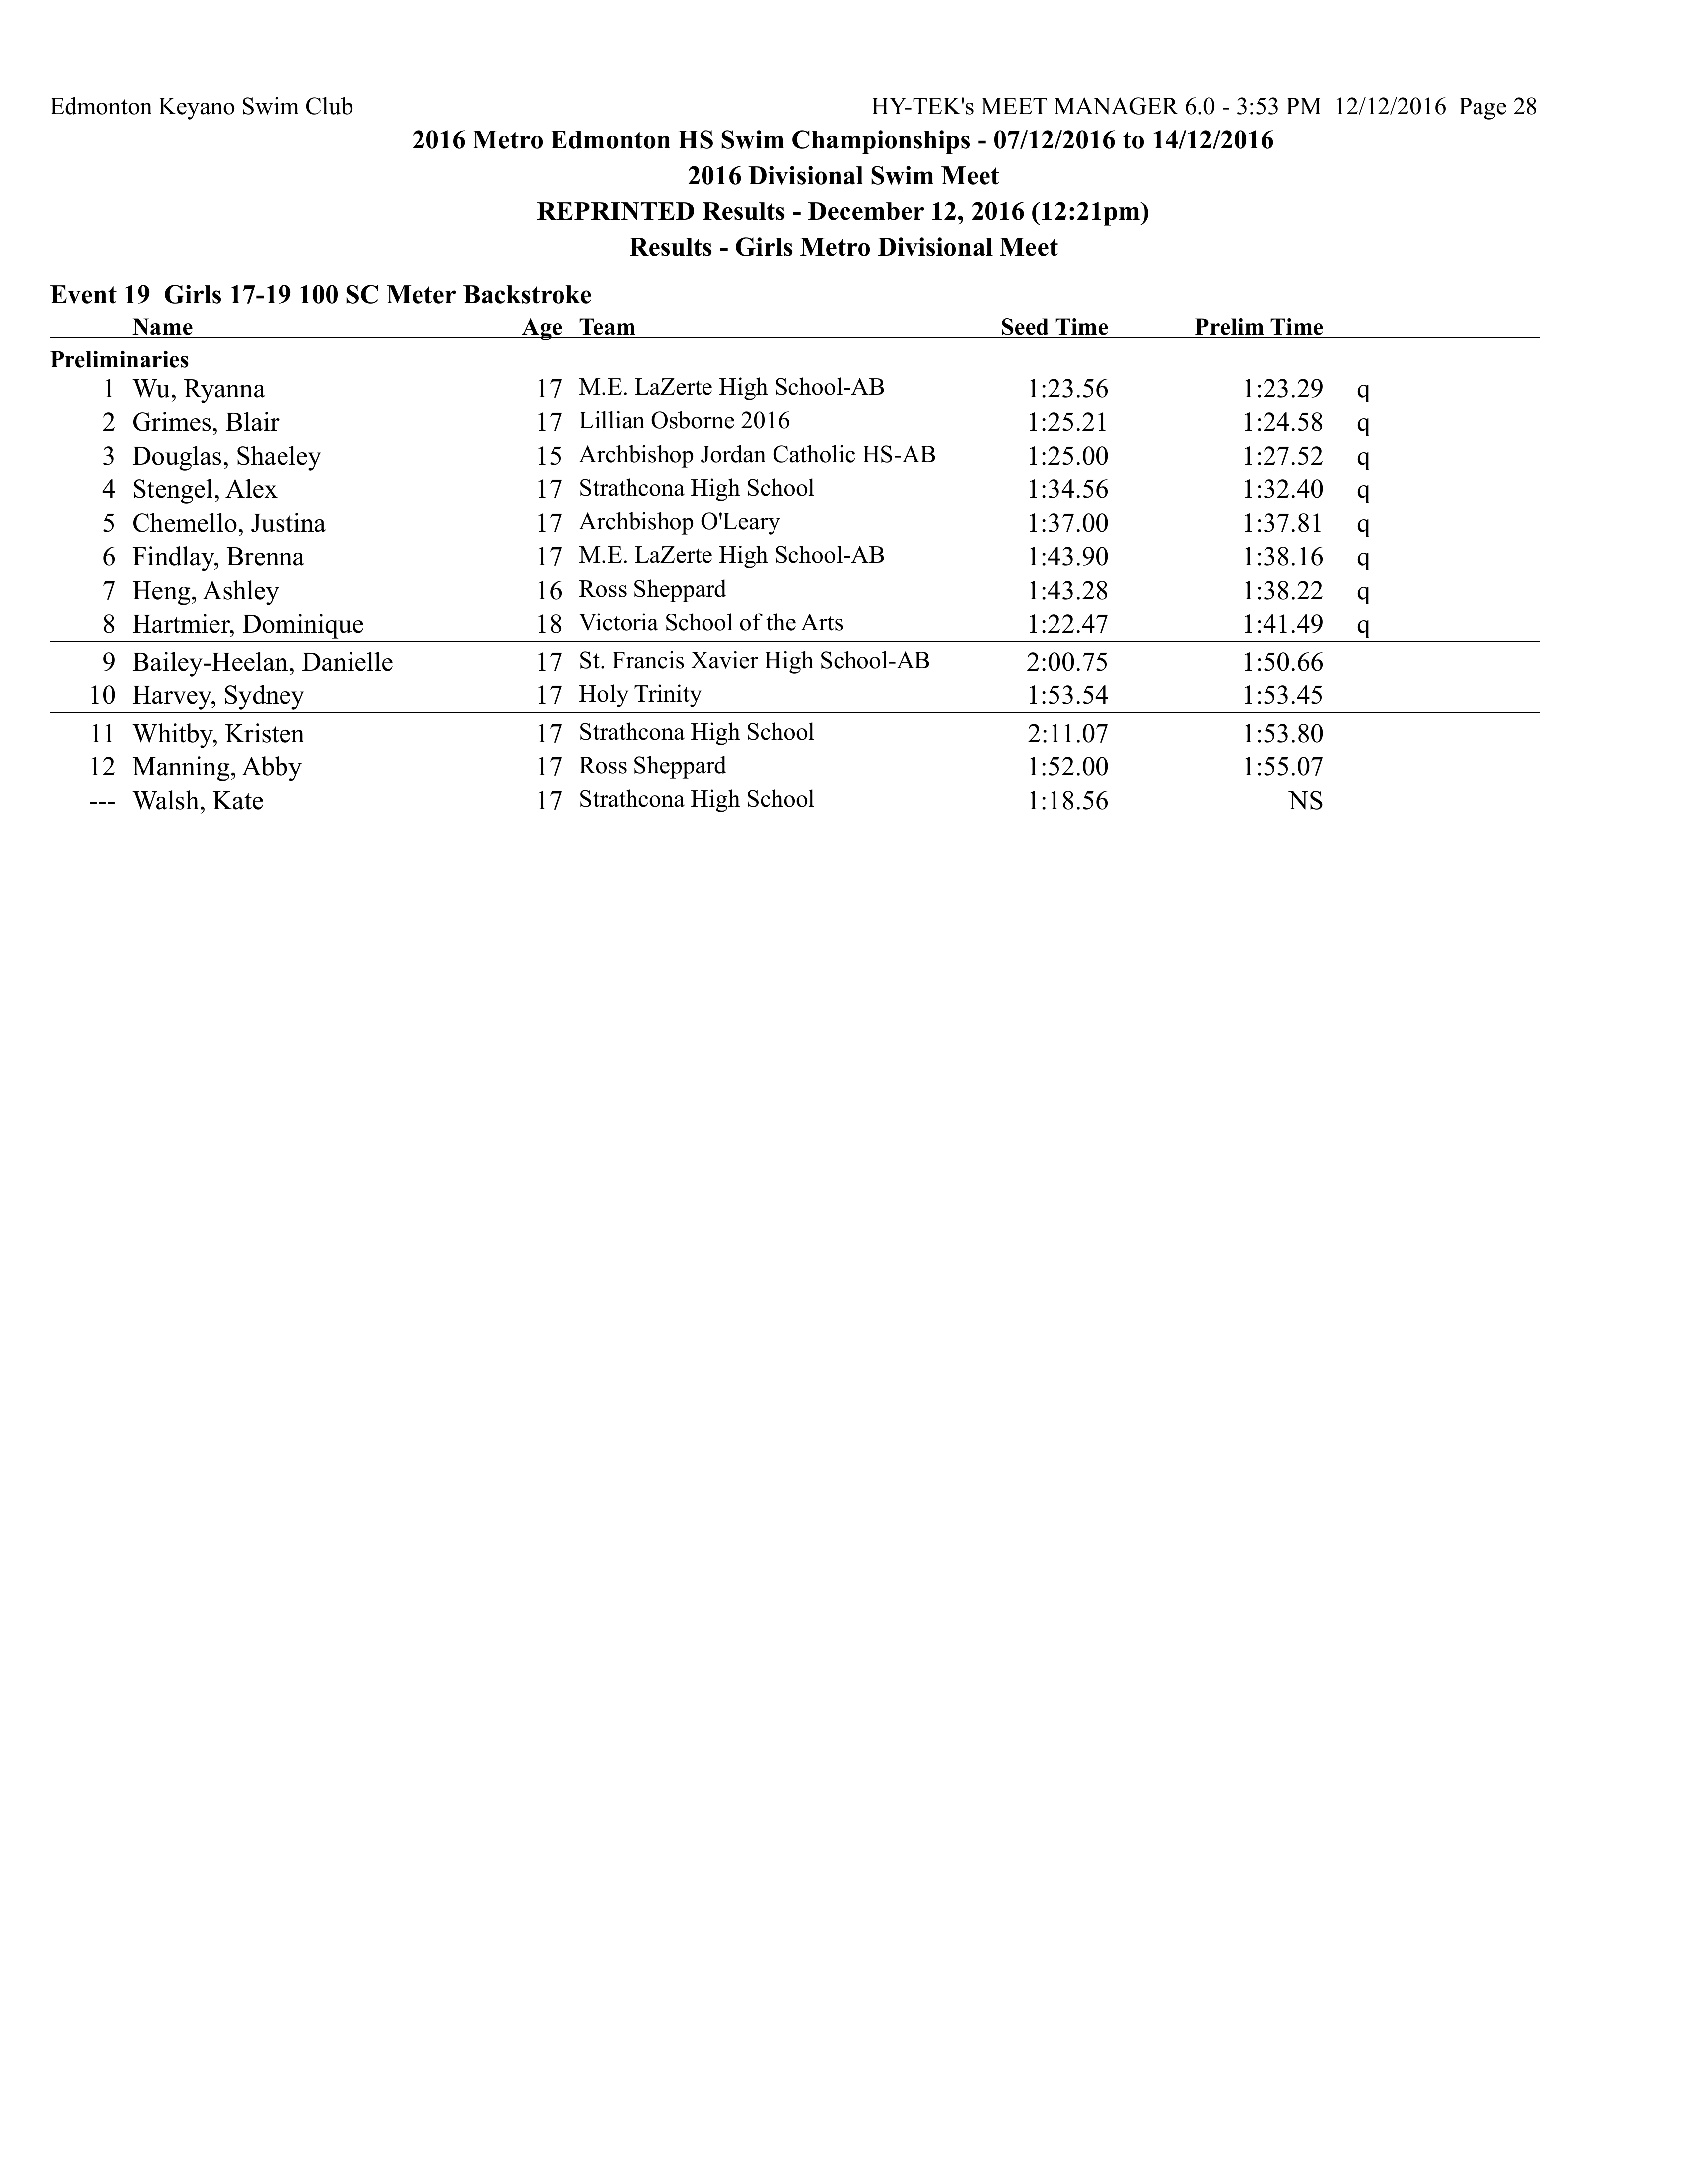 Edmonton Keyano Swim Club HY-TEK's MEET MANAGER 6.0 - 3:53 PM 12/12/2016 Page 28
2016 Metro Edmonton HS Swim Championships - 07/12/2016 to 14/12/2016
2016 Divisional Swim Meet
REPRINTED Results - December 12, 2016 (12:21pm)
Results - Girls Metro Divisional Meet
Event 19 Girls 17-19 100 SC Meter Backstroke
Name Age Team Seed Time Prelim Time
Preliminaries
1 Wu, Ryanna 17 M.E. LaZerte High School-AB 1:23.56 1:23.29 q
2 Grimes, Blair 17 Lillian Osborne 2016 1:25.21 1:24.58 q
3 Douglas, Shaeley 15 Archbishop Jordan Catholic HS-AB 1:25.00 1:27.52 q
4 Stengel, Alex 17 Strathcona High School 1:34.56 1:32.40 q
5 Chemello, Justina 17 Archbishop O'Leary 1:37.00 1:37.81 q
6 Findlay, Brenna 17 M.E. LaZerte High School-AB 1:43.90 1:38.16 q
7 Heng, Ashley 16 Ross Sheppard 1:43.28 1:38.22 q
8 Hartmier, Dominique 18 Victoria School of the Arts 1:22.47 1:41.49 q
9 Bailey-Heelan, Danielle 17 St. Francis Xavier High School-AB 2:00.75 1:50.66
10 Harvey, Sydney 17 Holy Trinity 1:53.54 1:53.45
11 Whitby, Kristen 17 Strathcona High School 2:11.07 1:53.80
12 Manning, Abby 17 Ross Sheppard 1:52.00 1:55.07
--- Walsh, Kate 17 Strathcona High School 1:18.56 NS